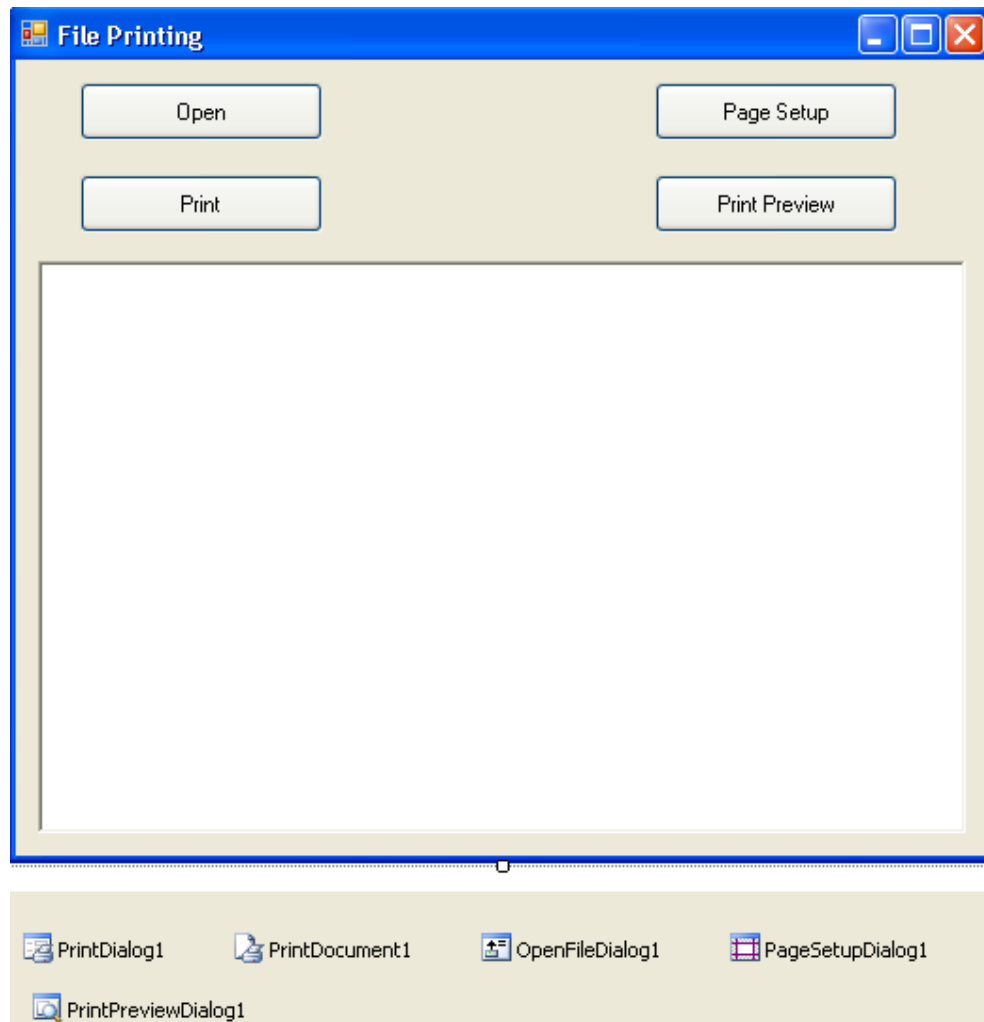 File Printing
Open Page Setup
Print Print Preview
PrintDialog1 PrintDocument1 OpenFileDialog1 PageSetupDialog1
PrintPreviewDialog1